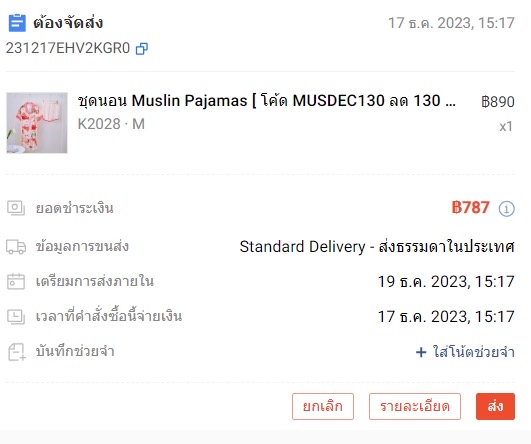 ต้องจัดส่ง
17 ธ.ค. 2023, 15:17
231217EHV2KGR0
ชุดนอน Muslin Pajamas [ โค้ด MUSDEC130 ลด 130 ...
฿890
K2028 · M
x1
ยอดชำระเงิน
฿787
ข้อมูลการขนส่ง
Standard Delivery - ส่งธรรมดาในประเทศ
เตรียมการส่งภายใน
19 ธ.ค. 2023, 15:17
เวลาที่คำสั่งซื้อนี้จ่ายเงิน
17 ธ.ค. 2023, 15:17
บันทึกช่วยจำ
+ ใส่โน้ตช่วยจำ
ยกเลิก
รายละเอียด
ส่ง